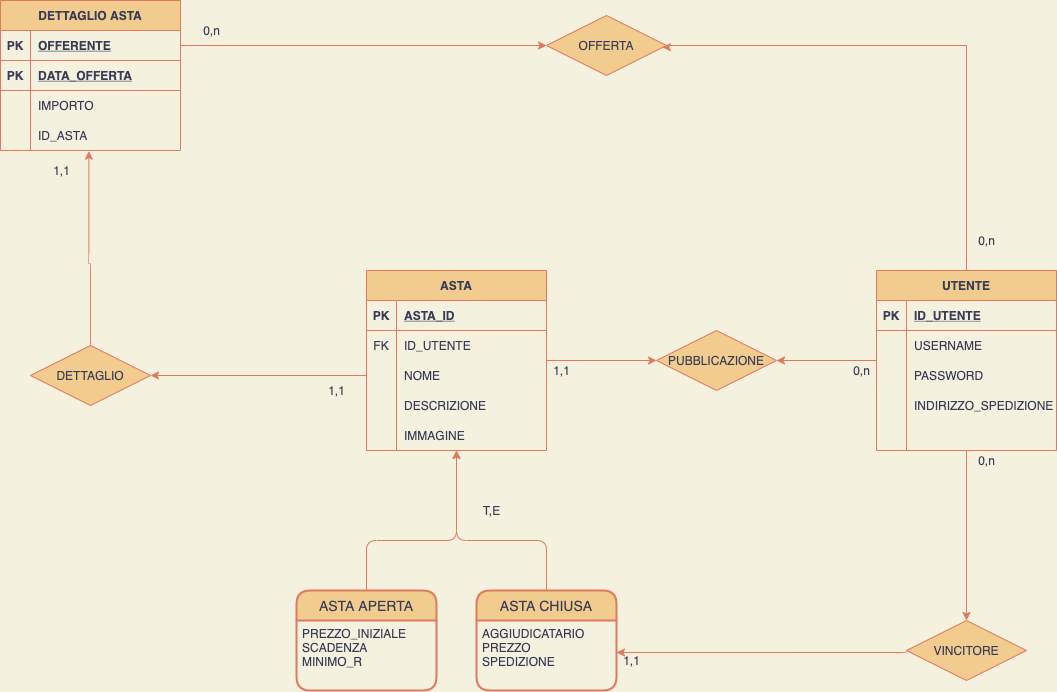 DETTAGLIO ASTA
PK OFFERENTE
PK DATA_OFFERTA
IMPORTO
ID_ASTA
0,n
OFFERTA
1,1
0,n
ASTA
PK ASTA_ID
FK ID_UTENTE
NOME
DESCRIZIONE
IMMAGINE
UTENTE
PK ID_UTENTE
USERNAME
PASSWORD
INDIRIZZO_SPEDIZIONE
DETTAGLIO
1,1
1,1
PUBBLICAZIONE
0,n
0,n
T,E
ASTA APERTA
PREZZO_INIZIALE
SCADENZA
MINIMO_R
ASTA CHIUSA
AGGIUDICATARIO
PREZZO
SPEDIZIONE
1,1
VINCITORE